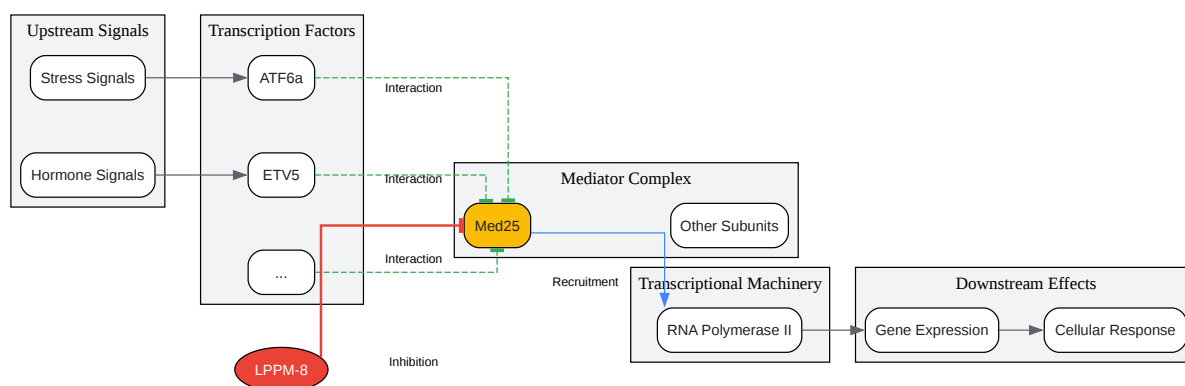 Upstream Signals
Transcription Factors
Stress Signals
ATF6a
Interaction
Hormone Signals
ETV5
Interaction
Mediator Complex
Med25
Other Subunits
...
Interaction
Recruitment
Transcriptional Machinery
Downstream Effects
RNA Polymerase II
Gene Expression
Cellular Response
LPPM-8
Inhibition